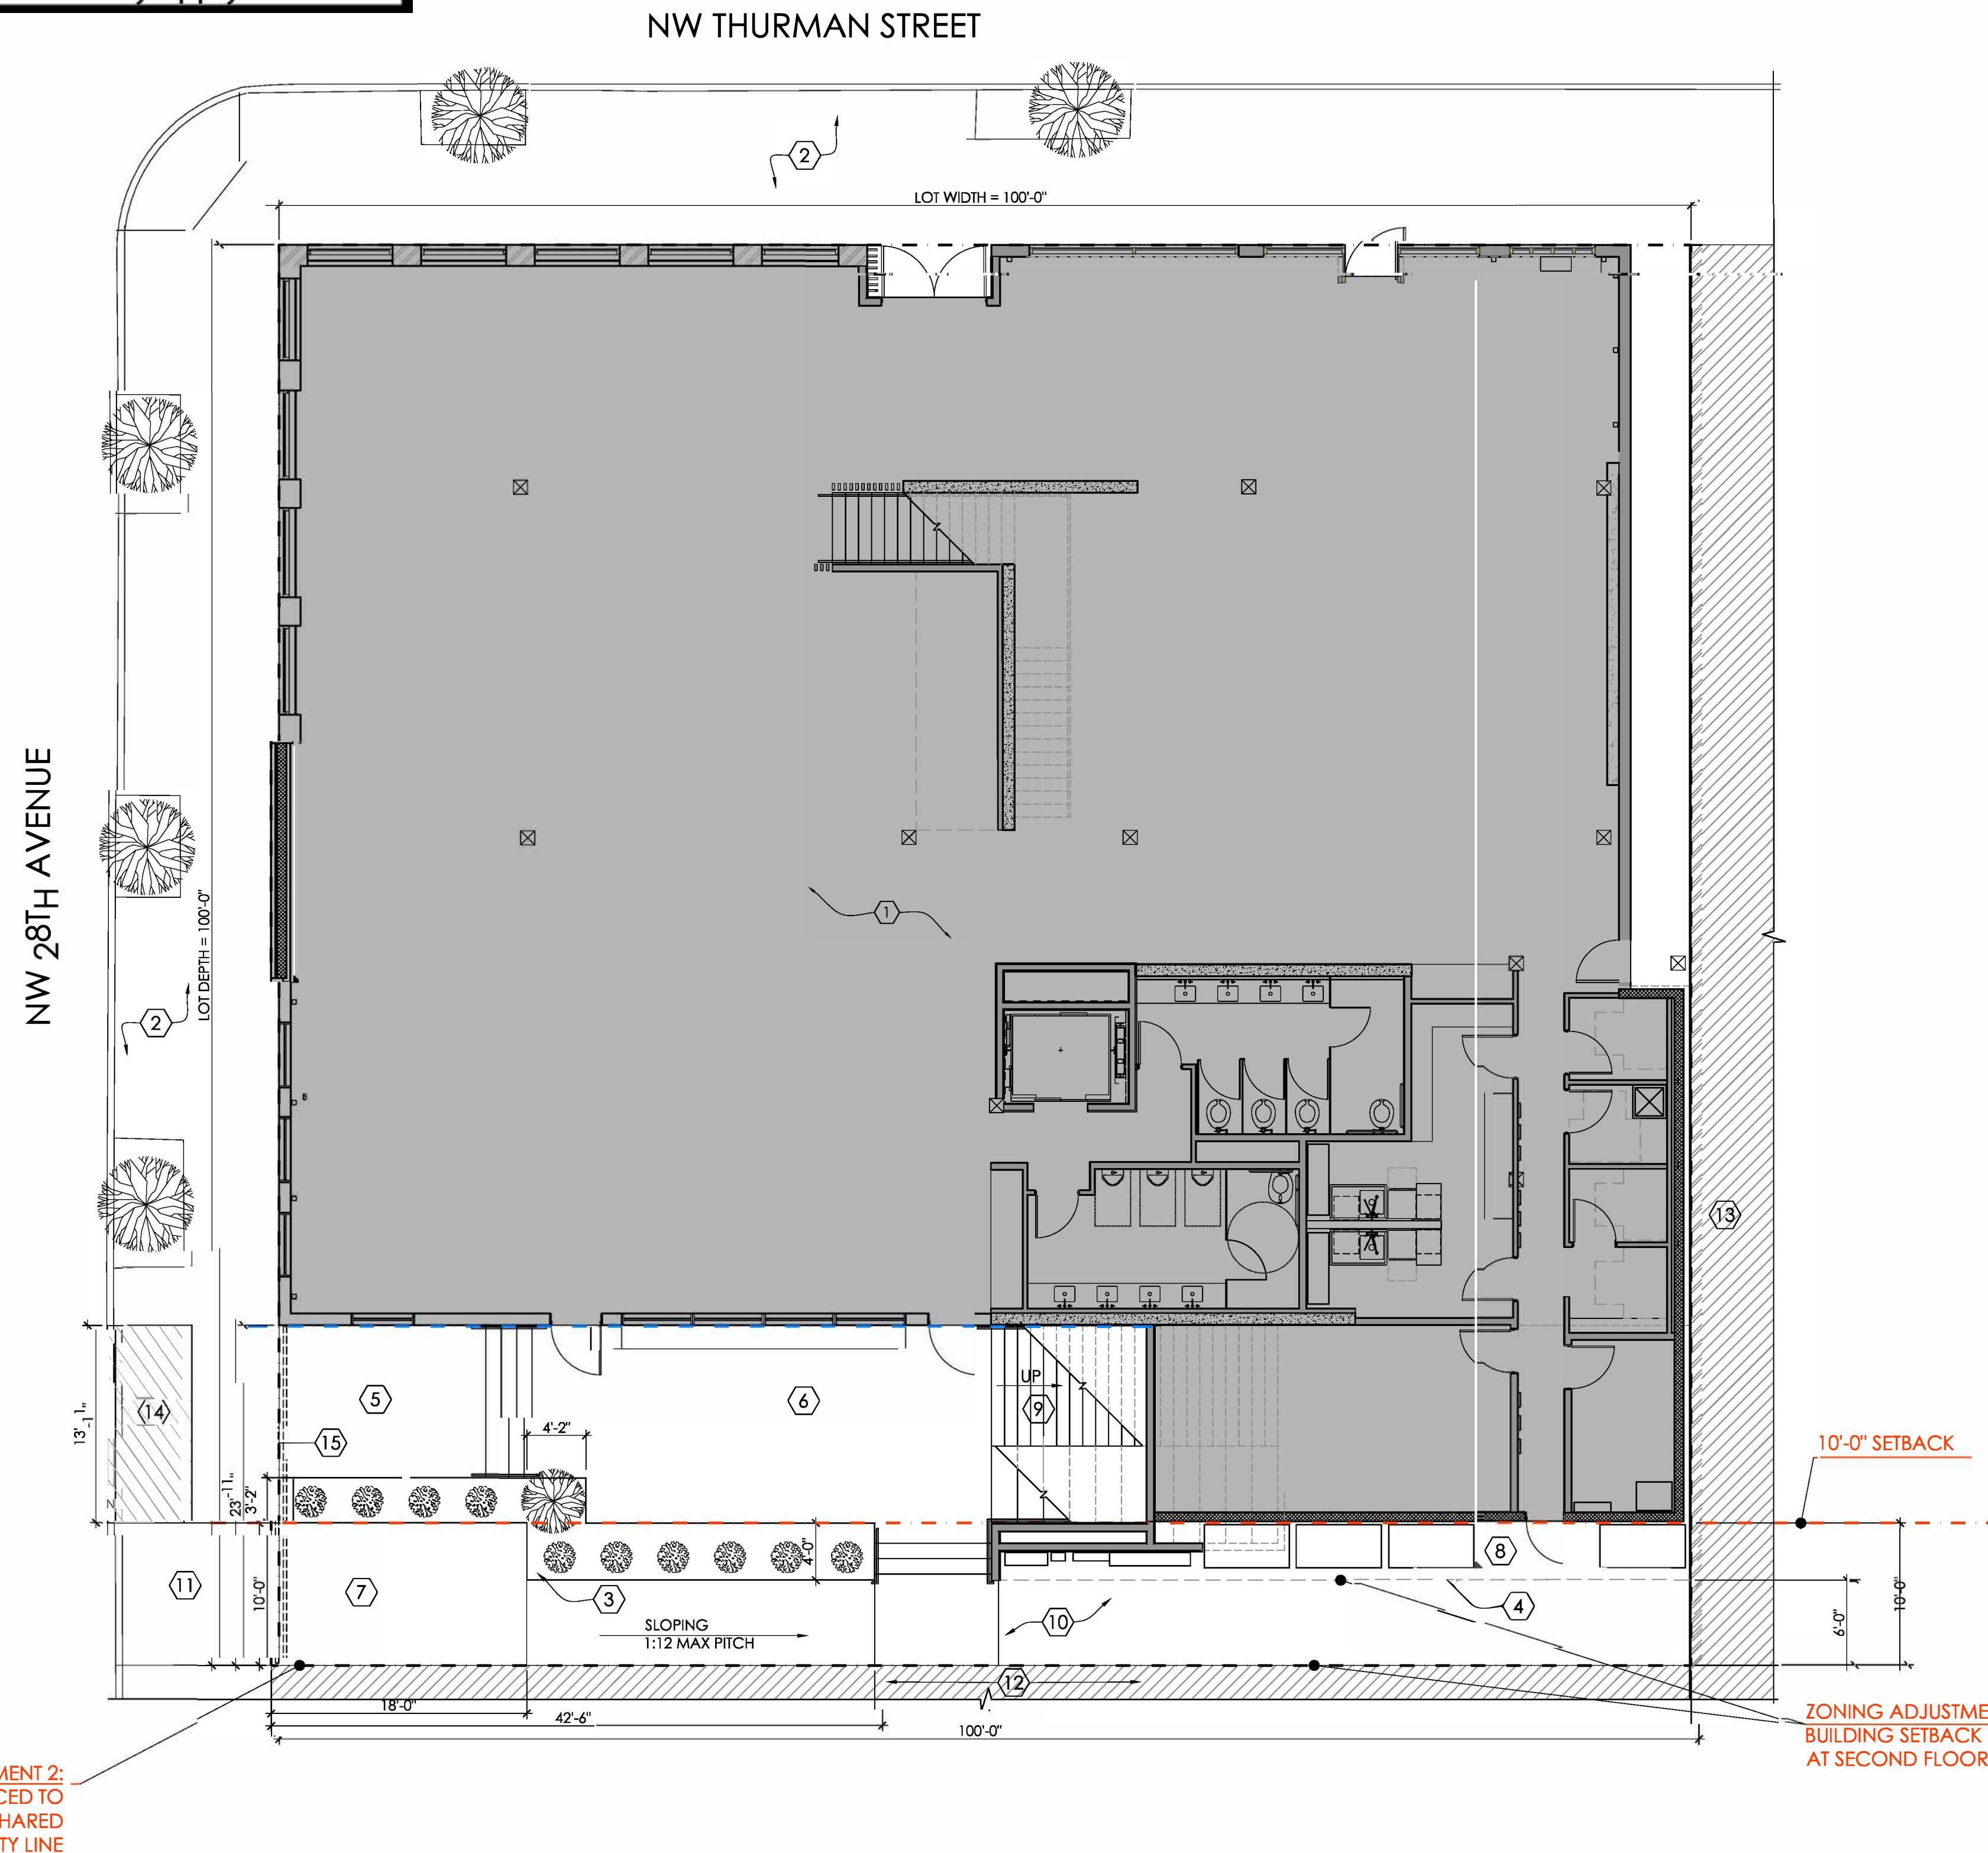 NW THURMAN STREET
2
LOT WIDTH = 100'-0"
NW 28TH AVENUE
LOT DEPTH = 100'-0"
1
2
13
UP
5
6
9
14
13'-1 1"
15
4'-2"
10'-0" SETBACK
23'-11"
3'-2"
4'-0"
8
11
7
10'-0"
3
4
10
SLOPING
1:12 MAX PITCH
6'-0"
10'-0"
12
18'-0"
42'-6"
100'-0"
ZONING ADJUSTME
BUILDING SETBACK
AT SECOND FLOOR
MENT 2:
CED TO
HARED
TY LINE